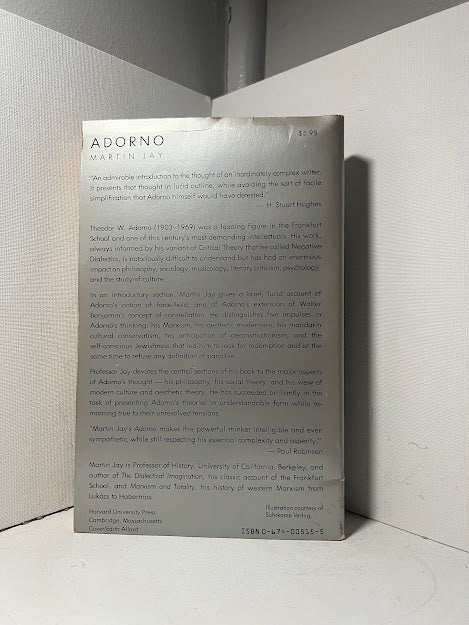 ADORNO
$5.95
MARTIN JAY
"An admirable introduction to the thought of an inordinately complex writer.
It presents that thought in lucid outline, while avoiding the sort of facile
simplification that Adorno himself would have detested."
— H. Stuart Hughes
Theodor W. Adorno (1903–1969) was a leading figure in the Frankfurt
School and one of this century's most demanding intellectuals. His work,
always informed by his variant of Critical Theory that he called Negative
Dialectics, is notoriously difficult to understand but has had an enormous
impact on philosophy, sociology, musicology, literary criticism, psychology
and the study of culture.
In an introductory section, Martin Jay gives a brief, lucid account of
Adorno's notion of force-field, and of Adorno's extension of Walter
Benjamin's concept of constellation. He distinguishes five impulses in
Adorno's thinking: his Marxism, his aesthetic modernism, his mandarin
cultural conservatism, his anticipation of deconstructionism, and the
self-conscious Jewishness that led him to look for redemption and at the
same time to refuse any definition of paradise.
Professor Jay devotes the central sections of his book to the major aspects
of Adorno's thought — his philosophy, his social theory, and his view of
modern culture and aesthetic theory. He has succeeded brilliantly in the
task of presenting Adorno's theories in understandable form while re-
maining true to their unresolved tensions.
"Martin Jay's Adorno makes this powerful thinker intelligible and even
sympathetic, while still respecting his essential complexity and asperity."
— Paul Robinson
Martin Jay is Professor of History, University of California, Berkeley, and
author of The Dialectical Imagination, his classic account of the Frankfurt
School, and Marxism and Totality, his history of western Marxism from
Lukács to Habermas.
Harvard University Press
Cambridge, Massachusetts
Cover:Edith Allard
Illustration courtesy of
Suhrkamp Verlag.
ISBN 0-674-00515-5